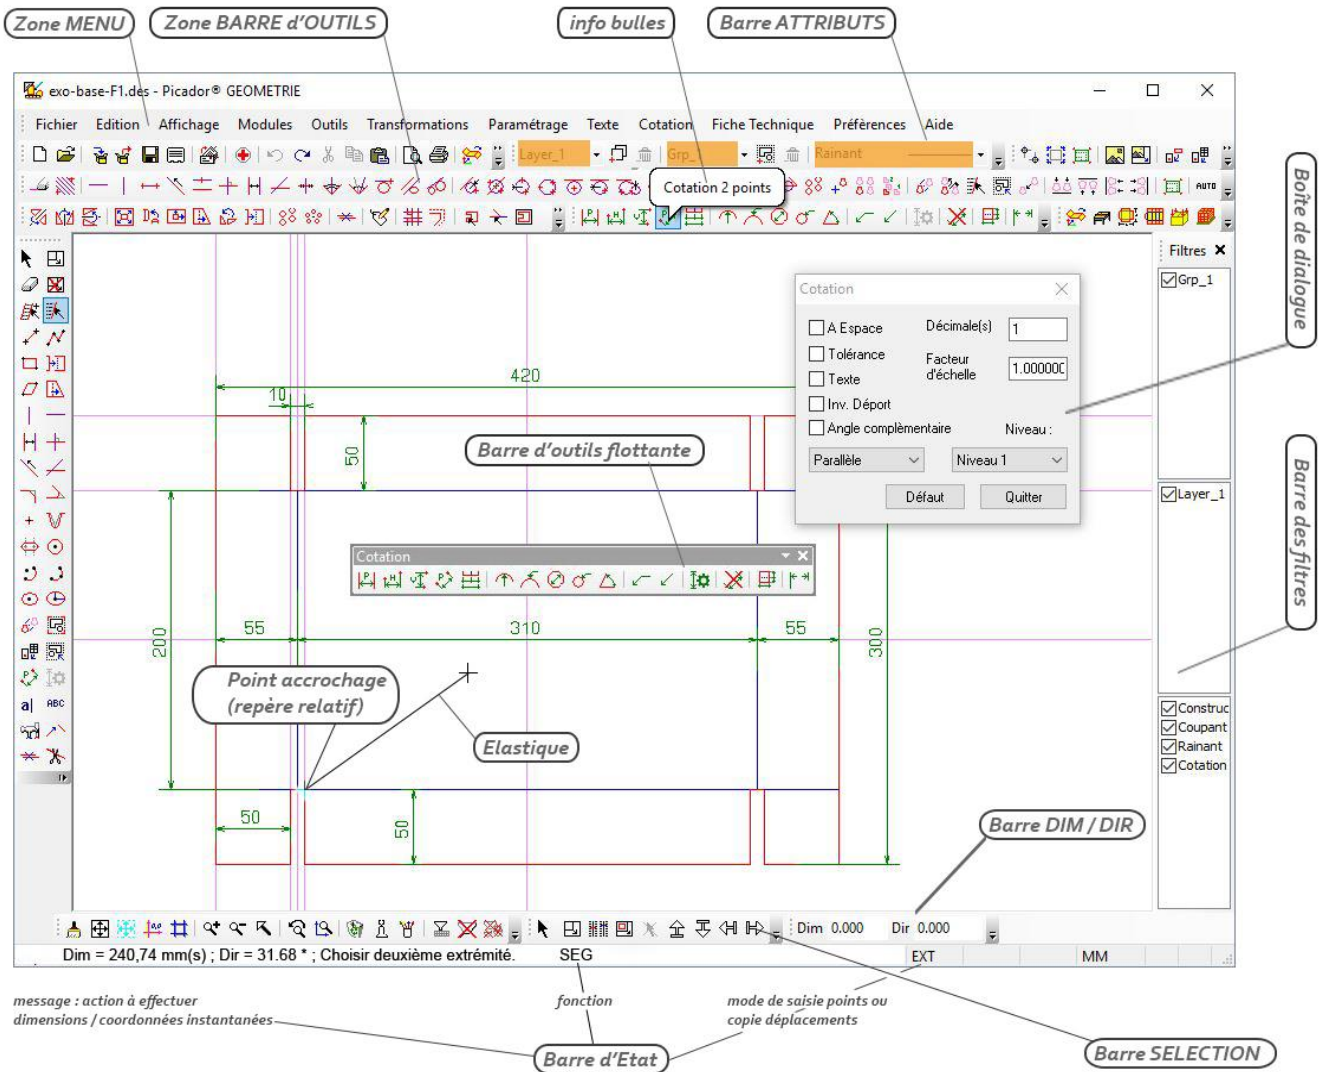 Zone MENU
Zone BARRE d'OUTILS
info bulles
Barre ATTRIBUTS
exo-base-F1.des - Picador® GEOMETRIE
Fichier Edition Affichage Modules Outils Transformations Paramétrage Texte Cotation Fiche Technique Préfèrences Aide
Layer_1
Grp_1
Rainant
Cotation 2 points
AUTO
Boîte de dialogue
Filtres
Grp_1
Cotation
A Espace
Décimale(s)
1
Tolérance
Facteur
d'échelle
1.000000
Texte
Inv. Déport
Angle complèmentaire
Niveau :
Parallèle
Niveau 1
Défaut
Quitter
420
10
50
Barre d'outils flottante
Barre des filtres
Layer_1
Cotation
200
55
310
55
300
Point accrochage
(repère relatif)
Elastique
Construc
Coupant
Rainant
Cotation
a|
ABC
50
50
Barre DIM / DIR
Dim 0.000
Dir 0.000
Dim = 240,74 mm(s) ; Dir = 31.68 * ; Choisir deuxième extrémité.
SEG
EXT
MM
message : action à effectuer
dimensions / coordonnées instantanées
fonction
mode de saisie points ou
copie déplacements
Barre d'Etat
Barre SELECTION